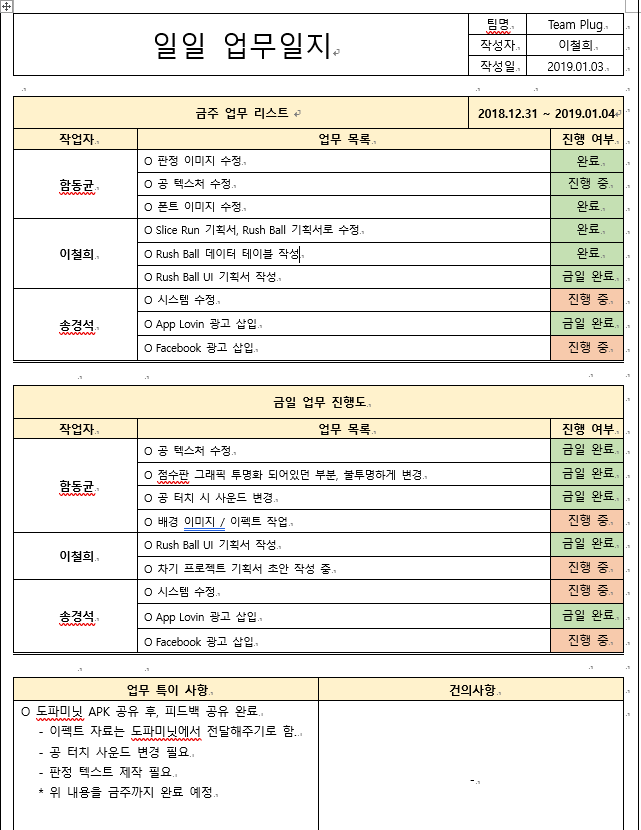 일일 업무일지
팀명 Team Plug
작성자 이철희
작성일 2019.01.03
금주 업무 리스트 2018.12.31 ~ 2019.01.04
작업자 업무 목록 진행 여부
함동균
O 판정 이미지 수정 완료
O 공 텍스처 수정 진행 중
O 폰트 이미지 수정 완료
이철희
O Slice Run 기획서, Rush Ball 기획서로 수정 완료
O Rush Ball 데이터 테이블 작성 완료
O Rush Ball UI 기획서 작성 금일 완료
송경석
O 시스템 수정 진행 중
O App Lovin 광고 삽입 금일 완료
O Facebook 광고 삽입 진행 중
금일 업무 진행도
작업자 업무 목록 진행 여부
함동균
O 공 텍스처 수정 금일 완료
O 점수판 그래픽 투명화 되어있던 부분, 불투명하게 변경 금일 완료
O 공 터치 시 사운드 변경 금일 완료
O 배경 이미지 / 이펙트 작업 진행 중
이철희
O Rush Ball UI 기획서 작성 금일 완료
O 차기 프로젝트 기획서 초안 작성 중 진행 중
송경석
O 시스템 수정 진행 중
O App Lovin 광고 삽입 금일 완료
O Facebook 광고 삽입 진행 중
업무 특이 사항 건의사항
O 도파미닛 APK 공유 후, 피드백 공유 완료
- 이펙트 자료는 도파미닛에서 전달해주기로 함.
- 공 터치 사운드 변경 필요
- 판정 텍스트 제작 필요
* 위 내용을 금주까지 완료 예정
-